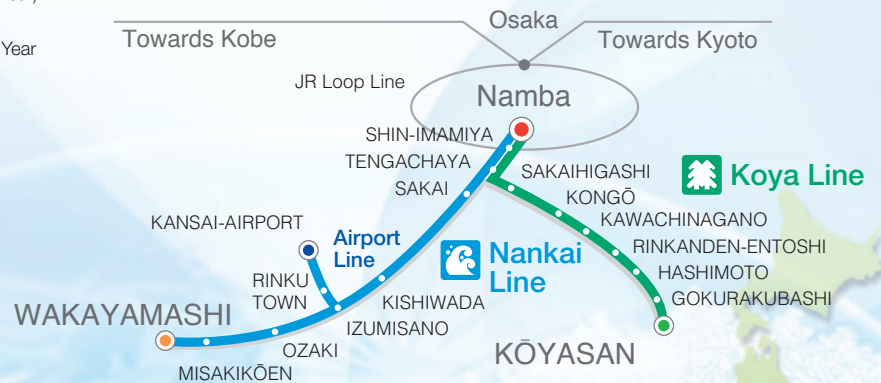 Year
Osaka
Towards Kobe
Towards Kyoto
JR Loop Line
Namba
SHIN-IMAMIYA
TENGACHAYA
SAKAI
SAKAIHIGASHI
KONGŌ
KAWACHINAGANO
RINKANDEN-ENTOSHI
HASHIMOTO
GOKURAKUBASHI
KŌYASAN
Koya Line
KANSAI-AIRPORT
Airport
Line
Nankai
Line
RINKU
TOWN
KISHIWADA
IZUMISANO
OZAKI
MISAKIKŌEN
WAKAYAMASHI